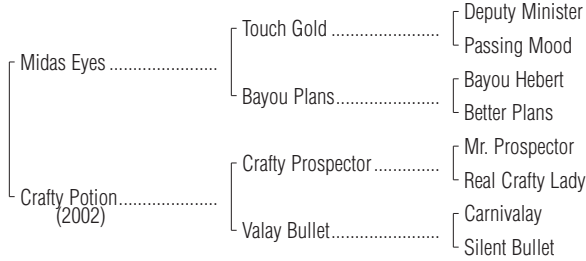 Deputy Minister
Touch Gold ........................
Passing Mood
Midas Eyes ........................
Bayou Hebert
Bayou Plans .......................
Better Plans
Mr. Prospector
Crafty Prospector ..............
Real Crafty Lady
Crafty Potion .....................
(2002)
Carnivalay
Valay Bullet ........................
Silent Bullet